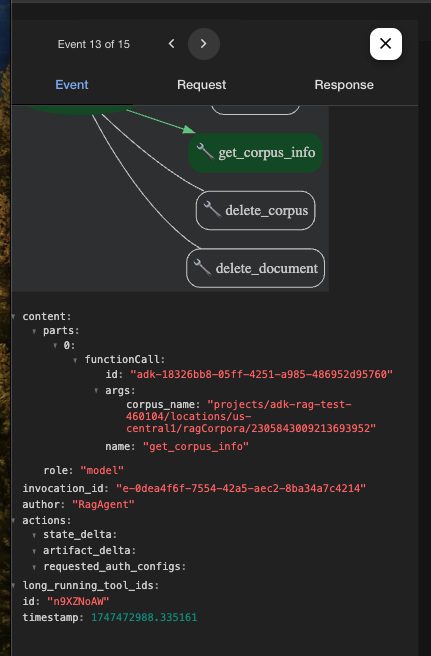 Event 13 of 15
Event Request Response
get_corpus_info
delete_corpus
delete_document
content:
parts:
0:
functionCall:
id: "adk-18326bb8-05ff-4251-a985-486952d95760"
args:
corpus_name: "projects/adk-rag-test-
460104/locations/us-
central1/ragCorpora/2305843009213693952"
name: "get_corpus_info"
role: "model"
invocation_id: "e-0dea4f6f-7554-42a5-aec2-8ba34a7c4214"
author: "RagAgent"
actions:
state_delta:
artifact_delta:
requested_auth_configs:
long_running_tool_ids:
id: "n9XZNoAW"
timestamp: 1747472988.335161